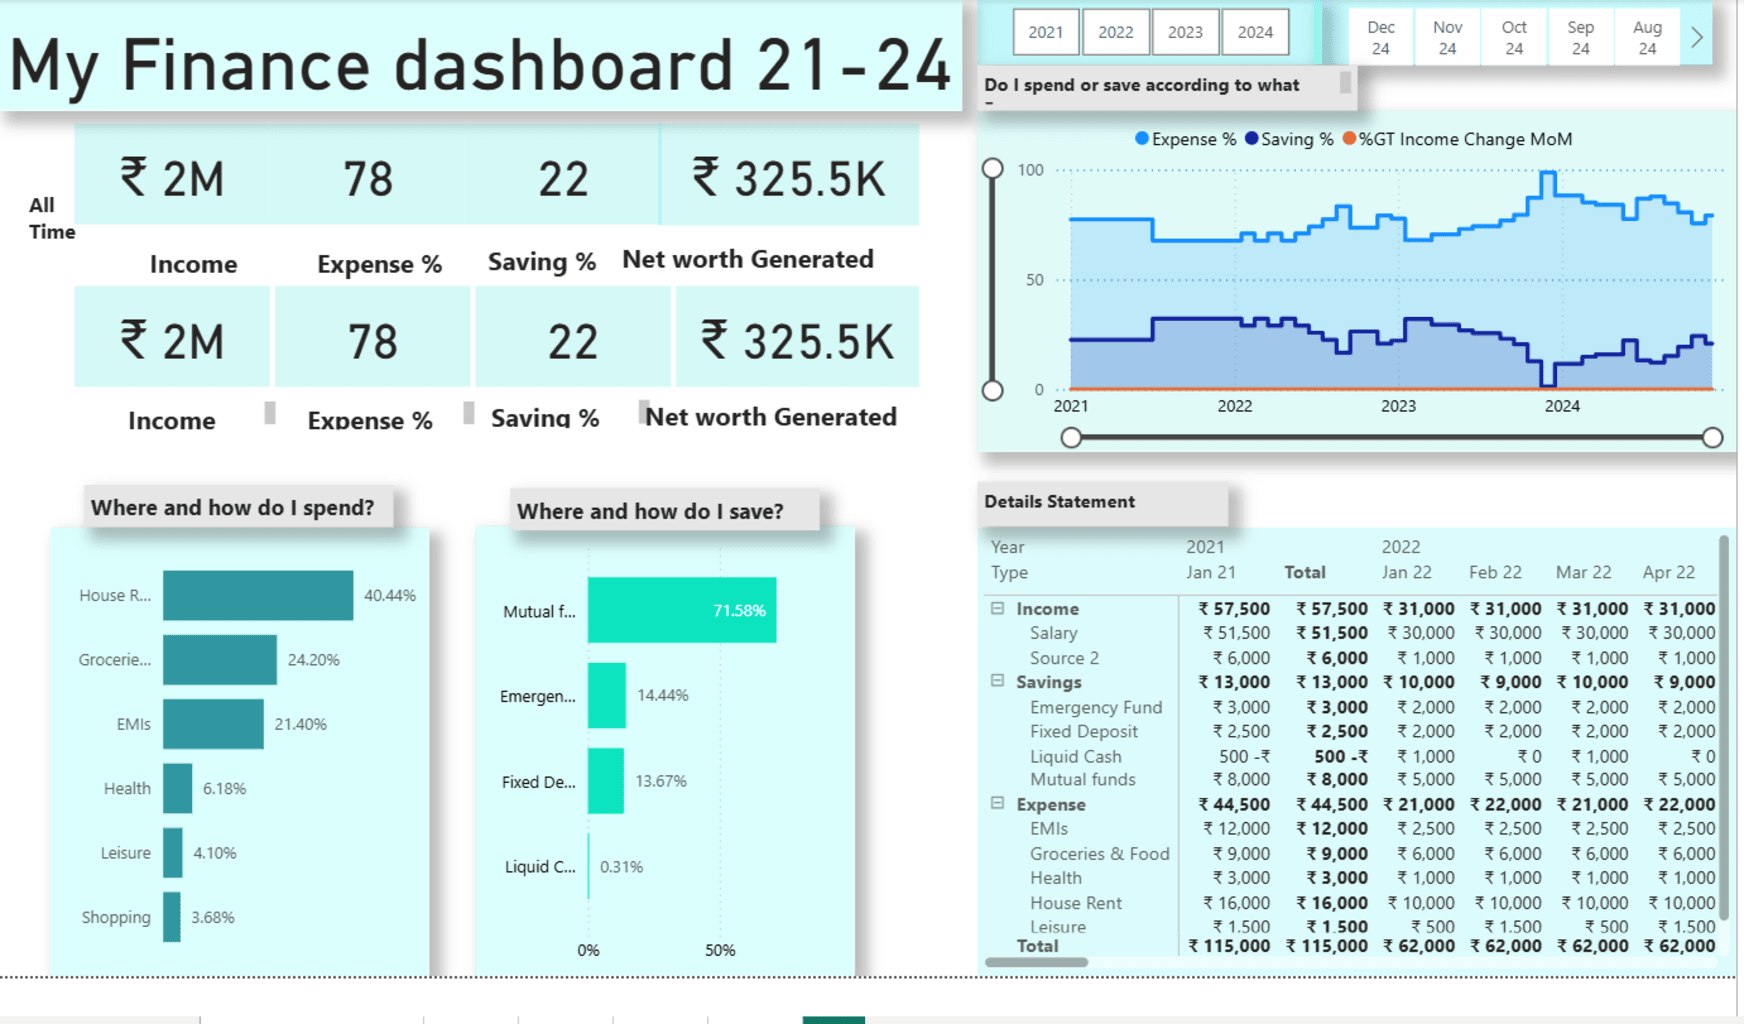 My Finance dashboard 21-24
2021
2022
2023
2024
Dec 24
Nov 24
Oct 24
Sep 24
Aug 24
Do I spend or save according to what
All Time
₹ 2M
78
22
₹ 325.5K
Income
Expense %
Saving %
Net worth Generated
₹ 2M
78
22
₹ 325.5K
Income
Expense %
Saving %
Net worth Generated
Expense % Saving % %GT Income Change MoM
100
50
0
2021 2022 2023 2024
Where and how do I spend?
House R... 40.44%
Grocerie... 24.20%
EMIs 21.40%
Health 6.18%
Leisure 4.10%
Shopping 3.68%
Where and how do I save?
Mutual f... 71.58%
Emergen... 14.44%
Fixed De... 13.67%
Liquid C... 0.31%
0% 50%
Details Statement
Year 2021 2022
Type Jan 21 Total Jan 22 Feb 22 Mar 22 Apr 22
Income ₹ 57,500 ₹ 57,500 ₹ 31,000 ₹ 31,000 ₹ 31,000 ₹ 31,000
Salary ₹ 51,500 ₹ 51,500 ₹ 30,000 ₹ 30,000 ₹ 30,000 ₹ 30,000
Source 2 ₹ 6,000 ₹ 6,000 ₹ 1,000 ₹ 1,000 ₹ 1,000 ₹ 1,000
Savings ₹ 13,000 ₹ 13,000 ₹ 10,000 ₹ 9,000 ₹ 10,000 ₹ 9,000
Emergency Fund ₹ 3,000 ₹ 3,000 ₹ 2,000 ₹ 2,000 ₹ 2,000 ₹ 2,000
Fixed Deposit ₹ 2,500 ₹ 2,500 ₹ 2,000 ₹ 2,000 ₹ 2,000 ₹ 2,000
Liquid Cash 500 -₹ 500 -₹ ₹ 1,000 ₹ 0 ₹ 1,000 ₹ 0
Mutual funds ₹ 8,000 ₹ 8,000 ₹ 5,000 ₹ 5,000 ₹ 5,000 ₹ 5,000
Expense ₹ 44,500 ₹ 44,500 ₹ 21,000 ₹ 22,000 ₹ 21,000 ₹ 22,000
EMIs ₹ 12,000 ₹ 12,000 ₹ 2,500 ₹ 2,500 ₹ 2,500 ₹ 2,500
Groceries & Food ₹ 9,000 ₹ 9,000 ₹ 6,000 ₹ 6,000 ₹ 6,000 ₹ 6,000
Health ₹ 3,000 ₹ 3,000 ₹ 1,000 ₹ 1,000 ₹ 1,000 ₹ 1,000
House Rent ₹ 16,000 ₹ 16,000 ₹ 10,000 ₹ 10,000 ₹ 10,000 ₹ 10,000
Leisure ₹ 1,500 ₹ 1,500 ₹ 500 ₹ 1,500 ₹ 500 ₹ 1,500
Total ₹ 115,000 ₹ 115,000 ₹ 62,000 ₹ 62,000 ₹ 62,000 ₹ 62,000